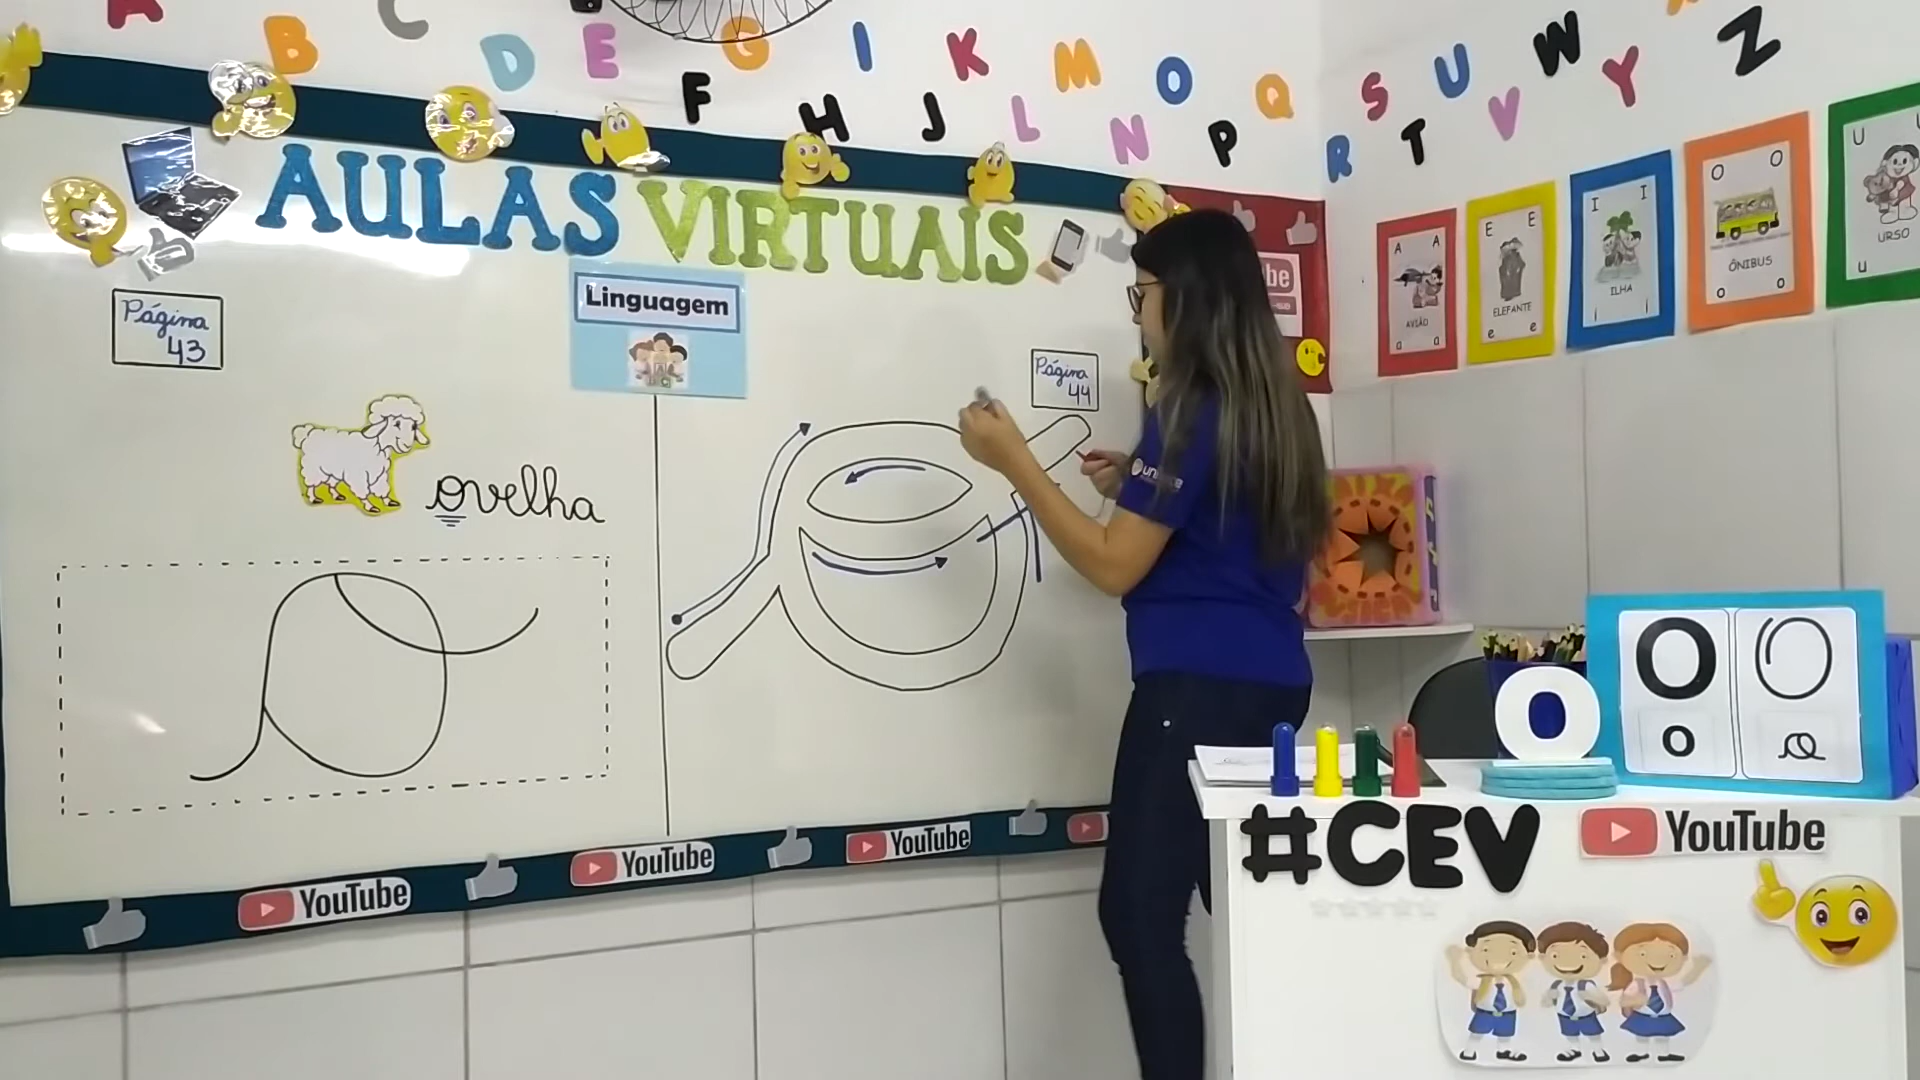 A B C D E F G H I J K L M N O P Q R S T U V W X Y Z
AULAS VIRTUAIS
Página
43
Linguagem
Página
44
ovelha
A A
AVIÃO
a a
E E
ELEFANTE
e e
I I
ILHA
i i
O O
ÔNIBUS
o o
U U
URSO
u
O O
o o
O
#CEV
YouTube
YouTube
YouTube
YouTube